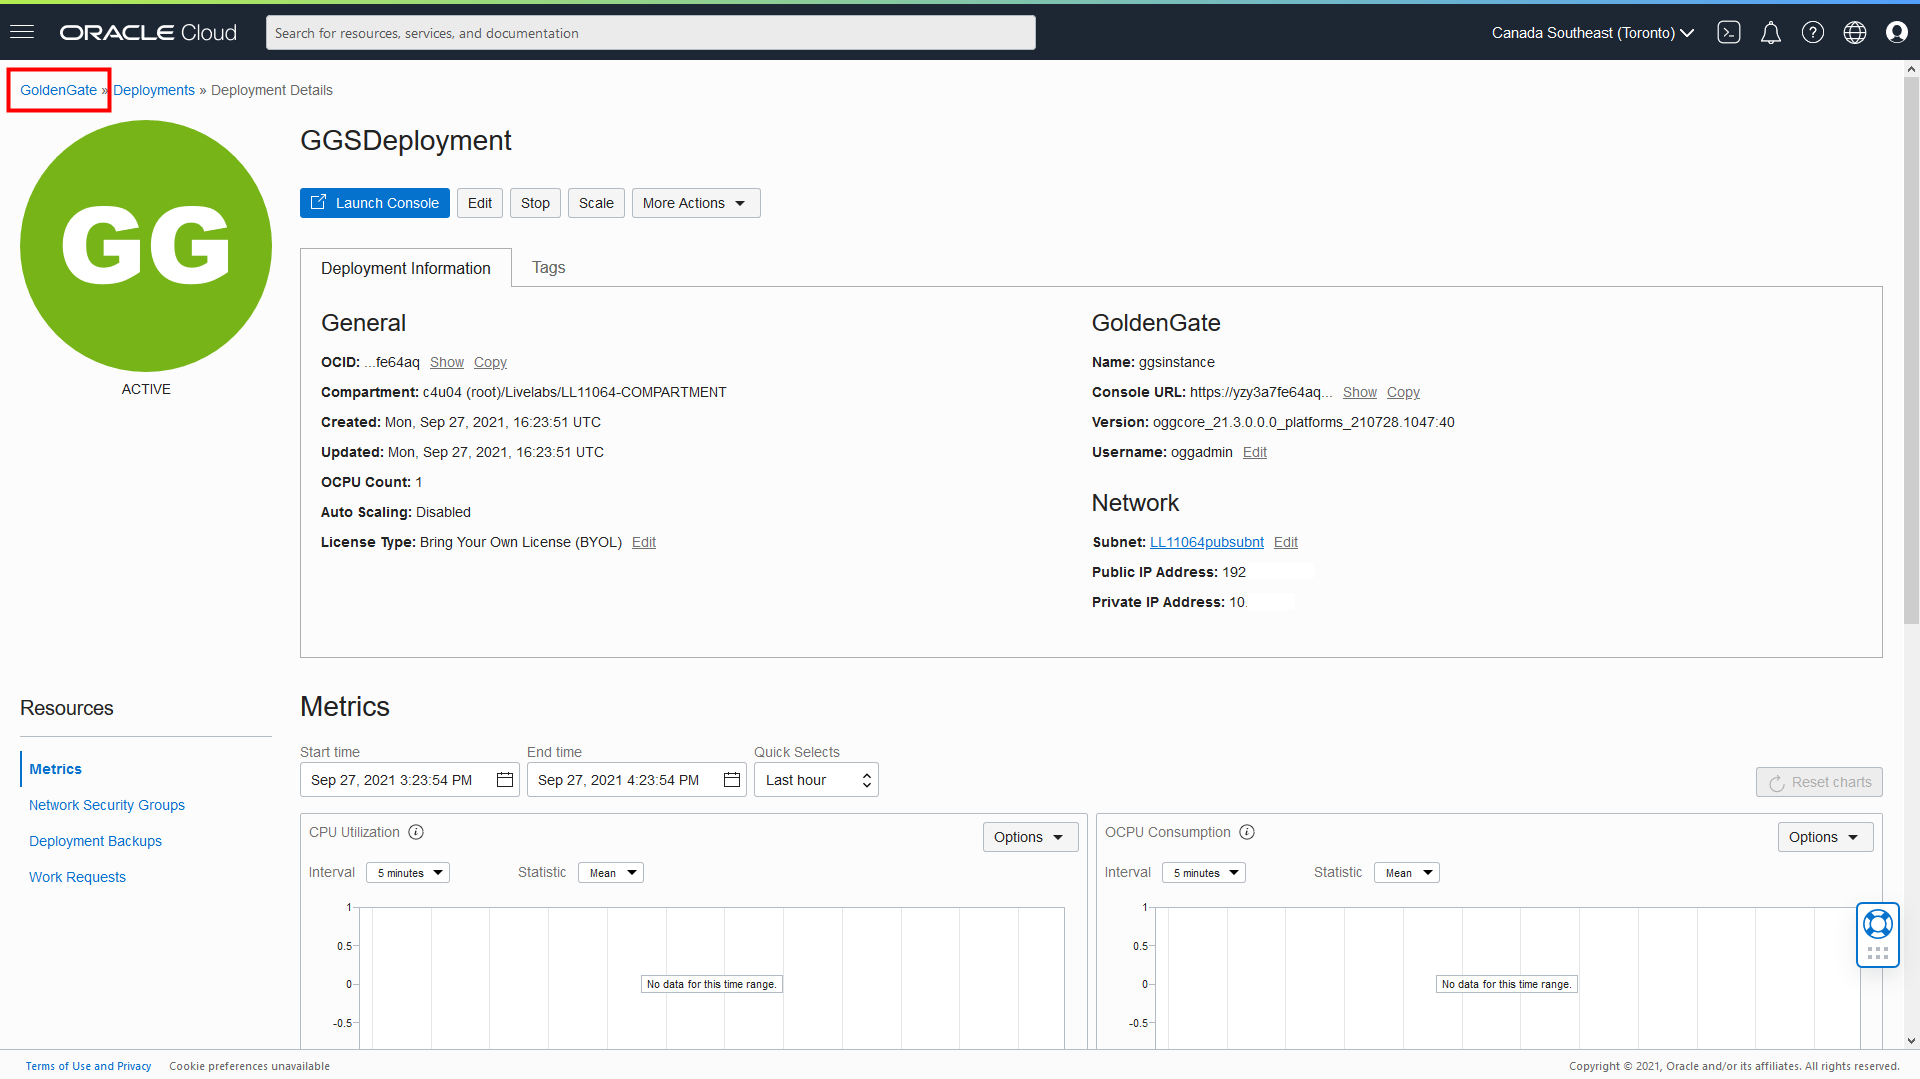 ORACLE Cloud
Search for resources, services, and documentation
Canada Southeast (Toronto)
GoldenGate » Deployments » Deployment Details
GG
ACTIVE
GGSDeployment
Launch Console
Edit
Stop
Scale
More Actions
Deployment Information
Tags
General
OCID: ...fe64aq Show Copy
Compartment: c4u04 (root)/Livelabs/LL11064-COMPARTMENT
Created: Mon, Sep 27, 2021, 16:23:51 UTC
Updated: Mon, Sep 27, 2021, 16:23:51 UTC
OCPU Count: 1
Auto Scaling: Disabled
License Type: Bring Your Own License (BYOL) Edit
GoldenGate
Name: ggsinstance
Console URL: https://yzy3a7fe64aq... Show Copy
Version: oggcore_21.3.0.0.0_platforms_210728.1047:40
Username: oggadmin Edit
Network
Subnet: LL11064pubsubnt Edit
Public IP Address: 192
Private IP Address: 10.
Resources
Metrics
Network Security Groups
Deployment Backups
Work Requests
Metrics
Start time
Sep 27, 2021 3:23:54 PM
End time
Sep 27, 2021 4:23:54 PM
Quick Selects
Last hour
Reset charts
CPU Utilization
Options
Interval 5 minutes
Statistic Mean
1
0.5
0
-0.5
No data for this time range.
OCPU Consumption
Options
Interval 5 minutes
Statistic Mean
1
0.5
0
-0.5
No data for this time range.
Terms of Use and Privacy
Cookie preferences unavailable
Copyright © 2021, Oracle and/or its affiliates. All rights reserved.